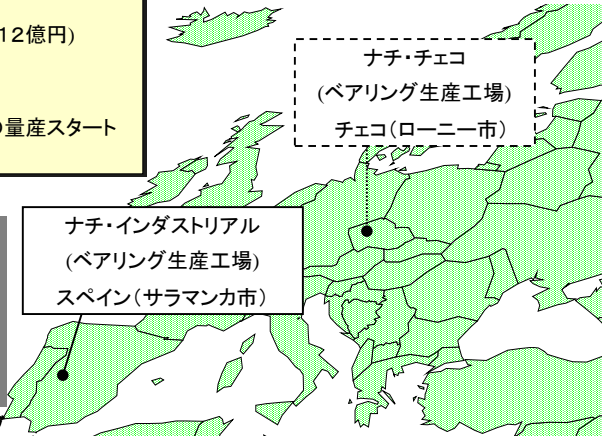 12億円)
量産スタート
ナチ・チェコ
(ベアリング生産工場)
チェコ(ローニー市)
ナチ・インダストリアル
(ベアリング生産工場)
スペイン(サラマンカ市)